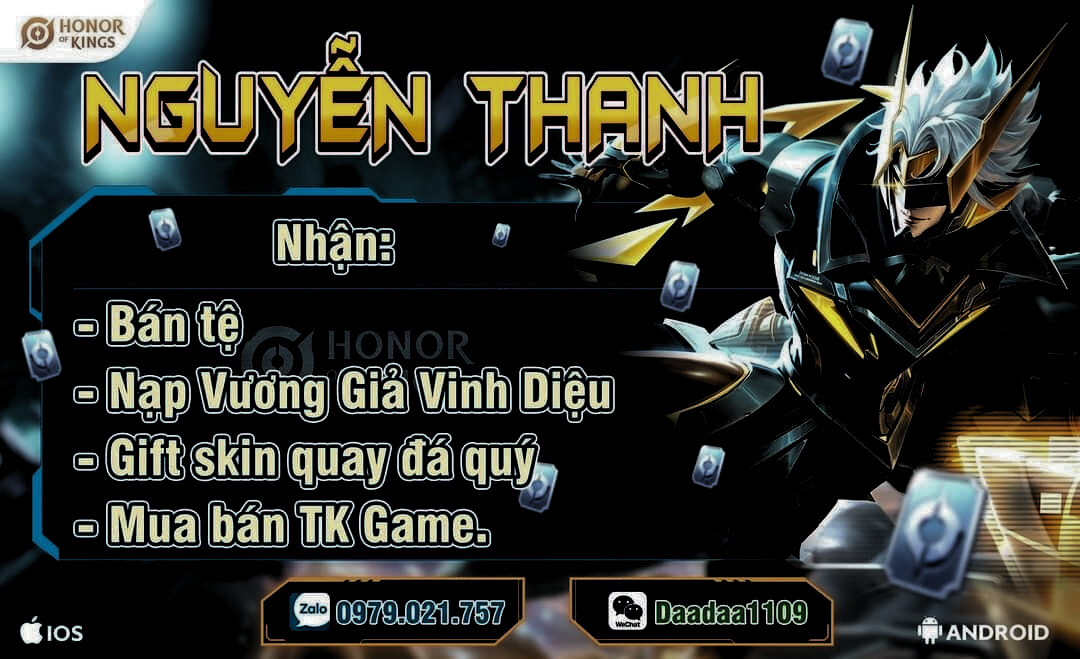 HONOR
OF KINGS
NGUYỄN THANH
Nhận:
- Bán tệ
HONOR
- Nạp Vương Giả Vinh Diệu
- Gift skin quay đá quý
- Mua bán TK Game.
Zalo 0979.021.757
WeChat Daadaa1109
iOS
ANDROID